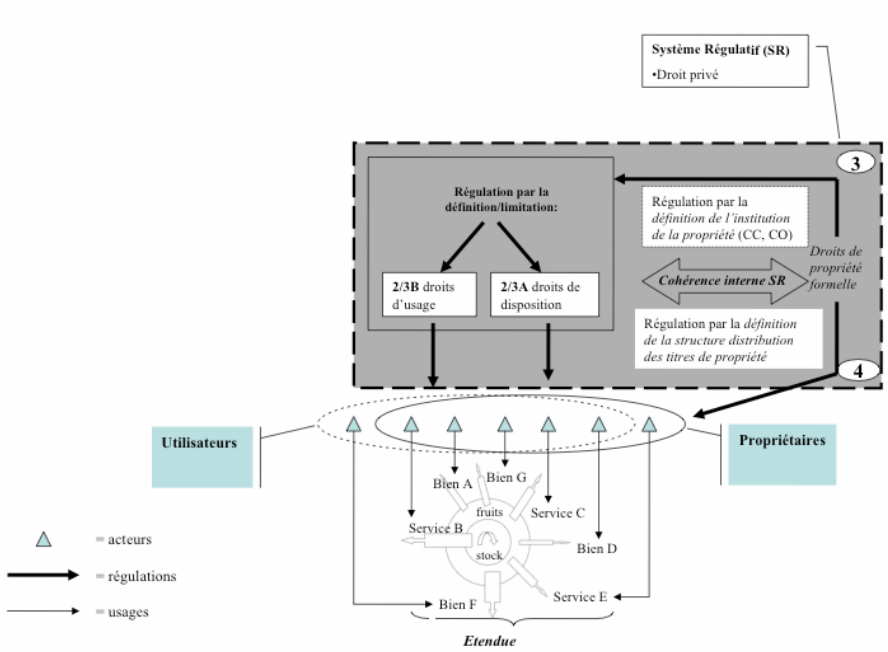 Système Régulatif (SR)
•Droit privé
3
Régulation par la
définition/limitation:
Régulation par la
définition de l'institution
de la propriété (CC, CO)
Droits de
propriété
formelle
2/3B droits
d'usage
2/3A droits de
disposition
Cohérence interne SR
Régulation par la définition
de la structure distribution
des titres de propriété
4
Utilisateurs
Propriétaires
Bien A
Bien G
fruits
Service C
Service B
stock
Bien D
Service E
Bien F
Etendue
= acteurs
= régulations
= usages